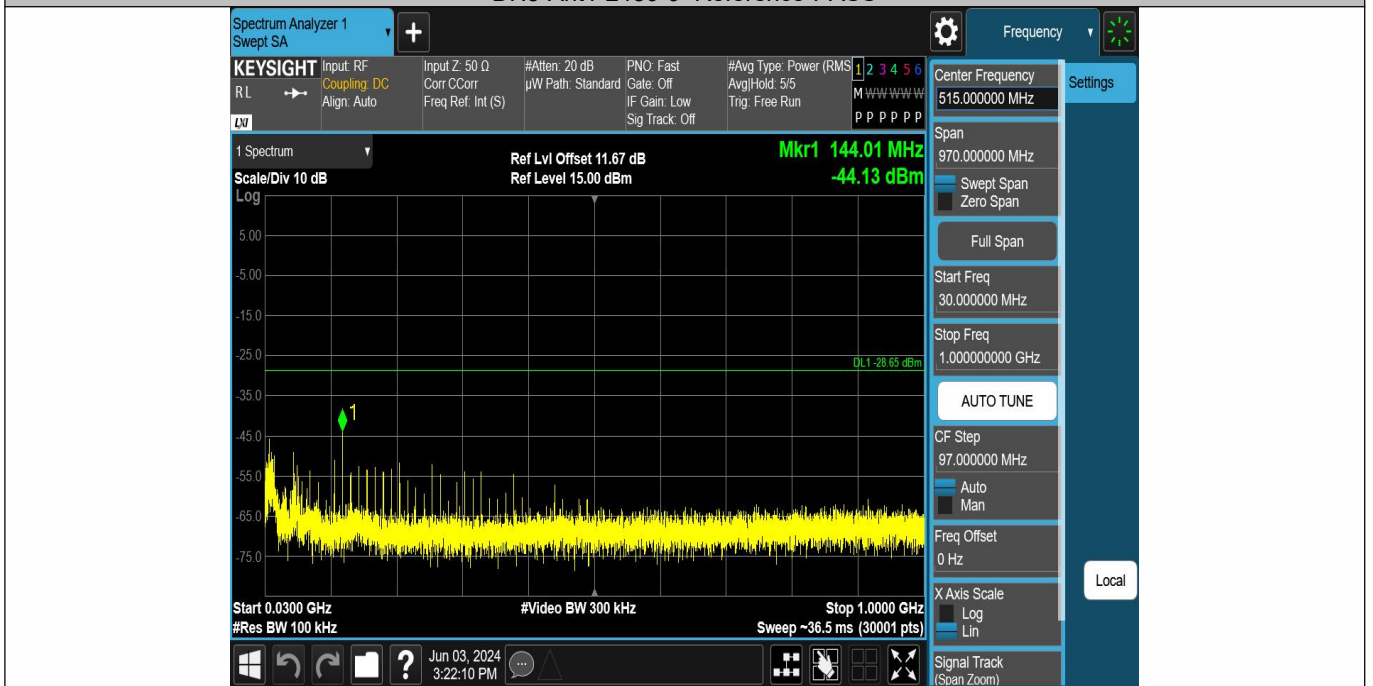 Spectrum Analyzer 1
Swept SA
Frequency
KEYSIGHT
RL
LXI
Input: RF
Coupling: DC
Align: Auto
Input Z: 50 Ω
Corr CCorr
Freq Ref: Int (S)
#Atten: 20 dB
µW Path: Standard
PNO: Fast
Gate: Off
IF Gain: Low
Sig Track: Off
#Avg Type: Power (RMS
Avg|Hold: 5/5
Trig: Free Run
1 2 3 4 5 6
M W W W W W
P P P P P P
1 Spectrum
Scale/Div 10 dB
Ref Lvl Offset 11.67 dB
Ref Level 15.00 dBm
Mkr1 144.01 MHz
-44.13 dBm
Log
5.00
-5.00
-15.0
-25.0
DL1 -28.65 dBm
-35.0
1
-45.0
-55.0
-65.0
-75.0
Start 0.0300 GHz
#Video BW 300 kHz
Stop 1.0000 GHz
#Res BW 100 kHz
Sweep ~36.5 ms (30001 pts)
Jun 03, 2024
3:22:10 PM
Center Frequency
515.000000 MHz
Span
970.000000 MHz
Swept Span
Zero Span
Full Span
Start Freq
30.000000 MHz
Stop Freq
1.000000000 GHz
AUTO TUNE
CF Step
97.000000 MHz
Auto
Man
Freq Offset
0 Hz
X Axis Scale
Log
Lin
Signal Track
(Span Zoom)
Settings
Local